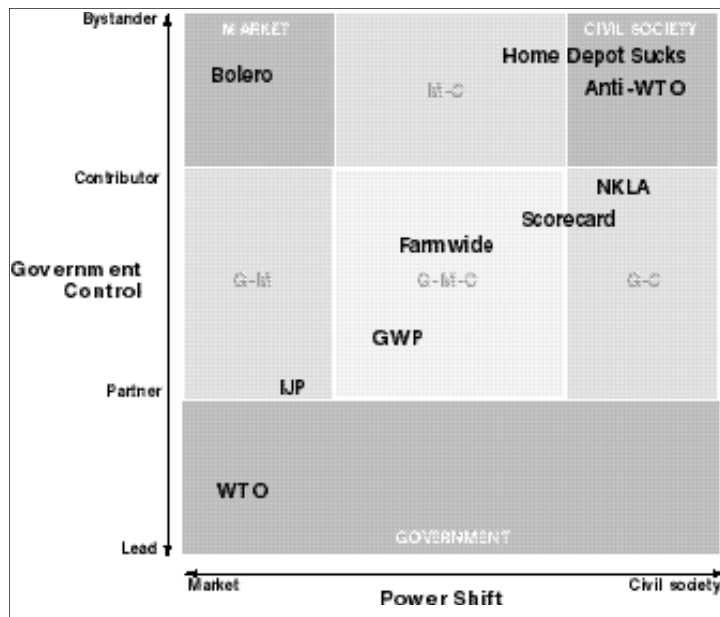 Bystander
MARKET
CIVIL SOCIETY
Home Depot Sucks
Bolero
M-C
Anti-WTO
Contributor
NKLA
Scorecard
Farmwide
Government
Control
G-M
G-M-C
G-C
GWP
Partner
IJP
WTO
GOVERNMENT
Lead
Market
Civil society
Power Shift